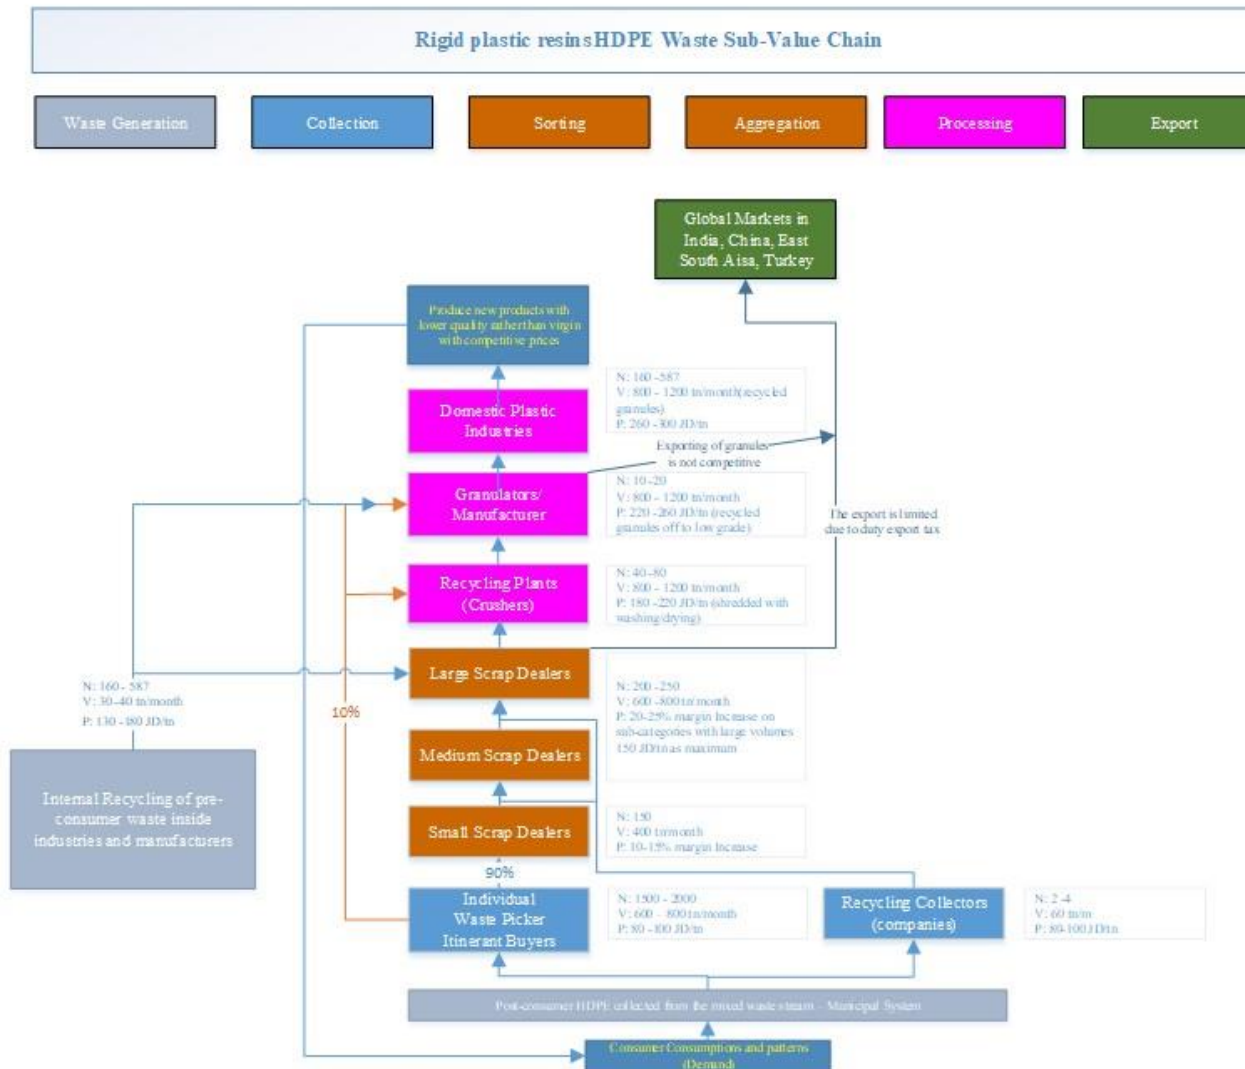 Rigid plastic resins HDPE Waste Sub-Value Chain
Waste Generation
Collection
Sorting
Aggregation
Processing
Export
Global Markets in
India, China, East
South Aisa, Turkey
Produce new products with
lower quality rather than virgin
with competitive prices
N: 160 -587
V: 800 - 1200 tn/month(recycled
granules)
P: 260 -300 JD/tn
Domestic Plastic
Industries
Exporting of granules
is not competitive
Granulators/
Manufacturer
N: 10 -20
V: 800 - 1200 tn/month
P: 220 -260 JD/tn (recycled
granules off to low grade)
The export is limited
due to duty export tax
Recycling Plants
(Crushers)
N: 40 -80
V: 800 - 1200 tn/month
P: 180 -220 JD/tn (shredded with
washing/drying)
Large Scrap Dealers
N: 200 -250
V: 600 -800 tn/month
P: 20-25% margin Increase on
sub-categories with large volumes
150 JD/tn as maximum
N: 160 - 587
V: 30-40 tn/month
P: 130 -180 JD/tn
10%
Medium Scrap Dealers
Internal Recycling of pre-
consumer waste inside
industries and manufacturers
Small Scrap Dealers
N: 150
V: 400 tn/month
P: 10-15% margin Increase
90%
Individual
Waste Picker
Itinerant Buyers
N: 1500 - 2000
V: 600 - 800 tn/month
P: 80 -100 JD/tn
Recycling Collectors
(companies)
N: 2 -4
V: 60 tn/m
P: 80-100 JD/tn
Post-consumer HDPE collected from the mixed waste stream - Municipal System
Consumer Consumptions and patterns
(Demand)